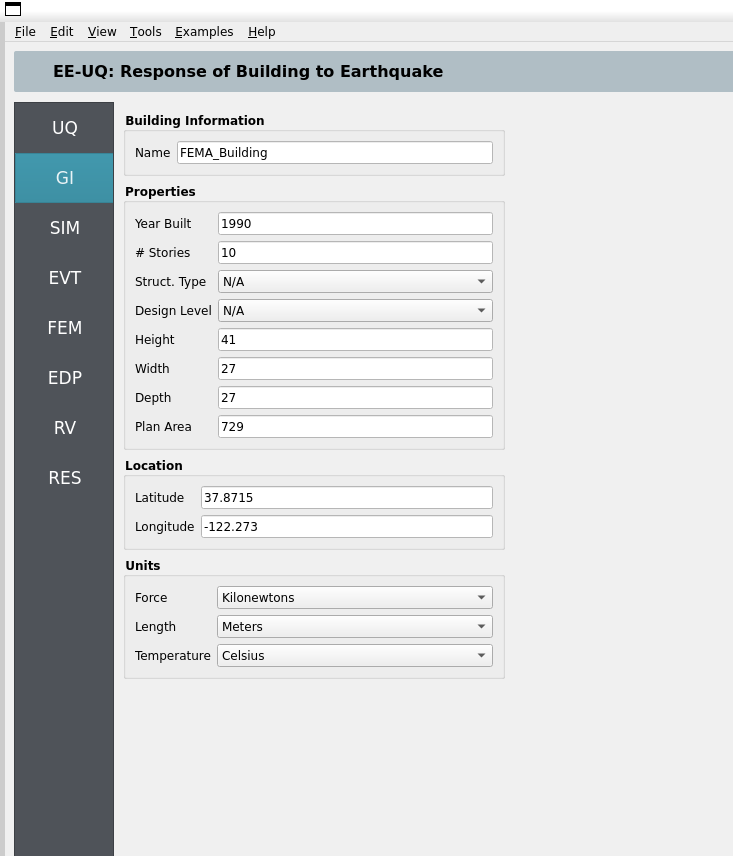 File Edit View Tools Examples Help
EE-UQ: Response of Building to Earthquake
UQ
GI
SIM
EVT
FEM
EDP
RV
RES
Building Information
Name FEMA_Building
Properties
Year Built 1990
# Stories 10
Struct. Type N/A
Design Level N/A
Height 41
Width 27
Depth 27
Plan Area 729
Location
Latitude 37.8715
Longitude -122.273
Units
Force Kilonewtons
Length Meters
Temperature Celsius